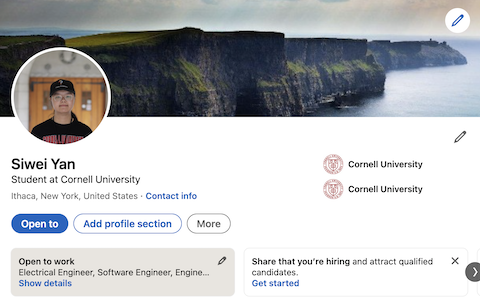 Siwei Yan
Student at Cornell University
Ithaca, New York, United States · Contact info
Open to
Add profile section
More
Cornell University
Cornell University
Open to work
Electrical Engineer, Software Engineer, Engine...
Show details
Share that you're hiring and attract qualified
candidates.
Get started